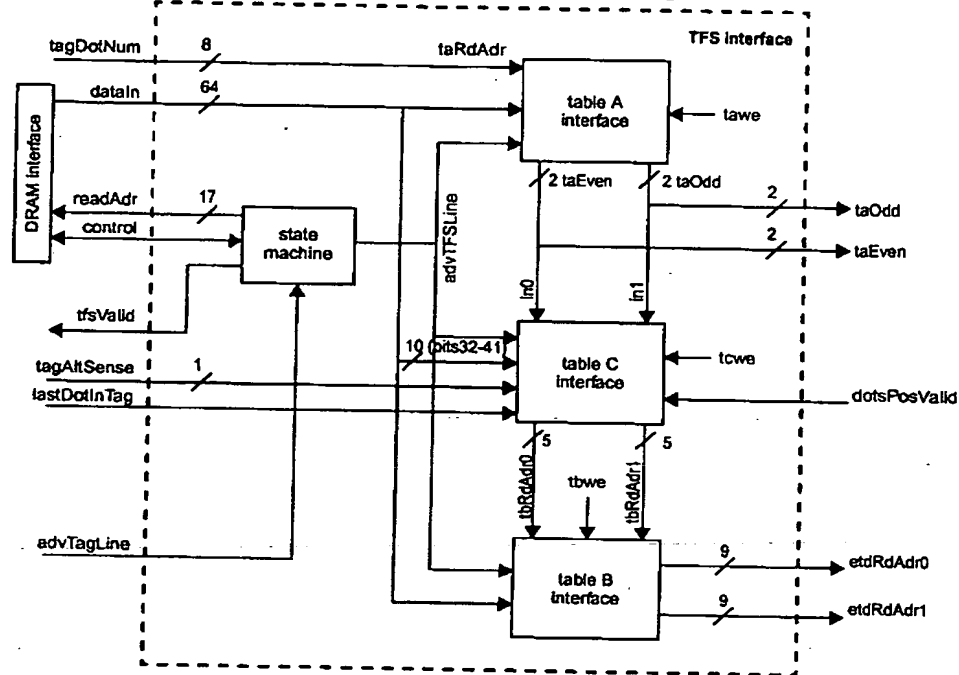 TFS interface
tagDotNum
8
taRdAdr
dataIn
64
table A
interface
tawe
DRAM interface
2 taEven
2 taOdd
readAdr
17
2
taOdd
control
state
machine
2
taEven
advTFSLine
in0
in1
tfsValid
10 (bits32-41)
table C
interface
tcwe
tagAltSense
1
lastDotInTag
dotsPosValid
5
5
tbRdAdr0
tbRdAdr1
tbwe
advTagLine
table B
interface
9
etdRdAdr0
9
etdRdAdr1